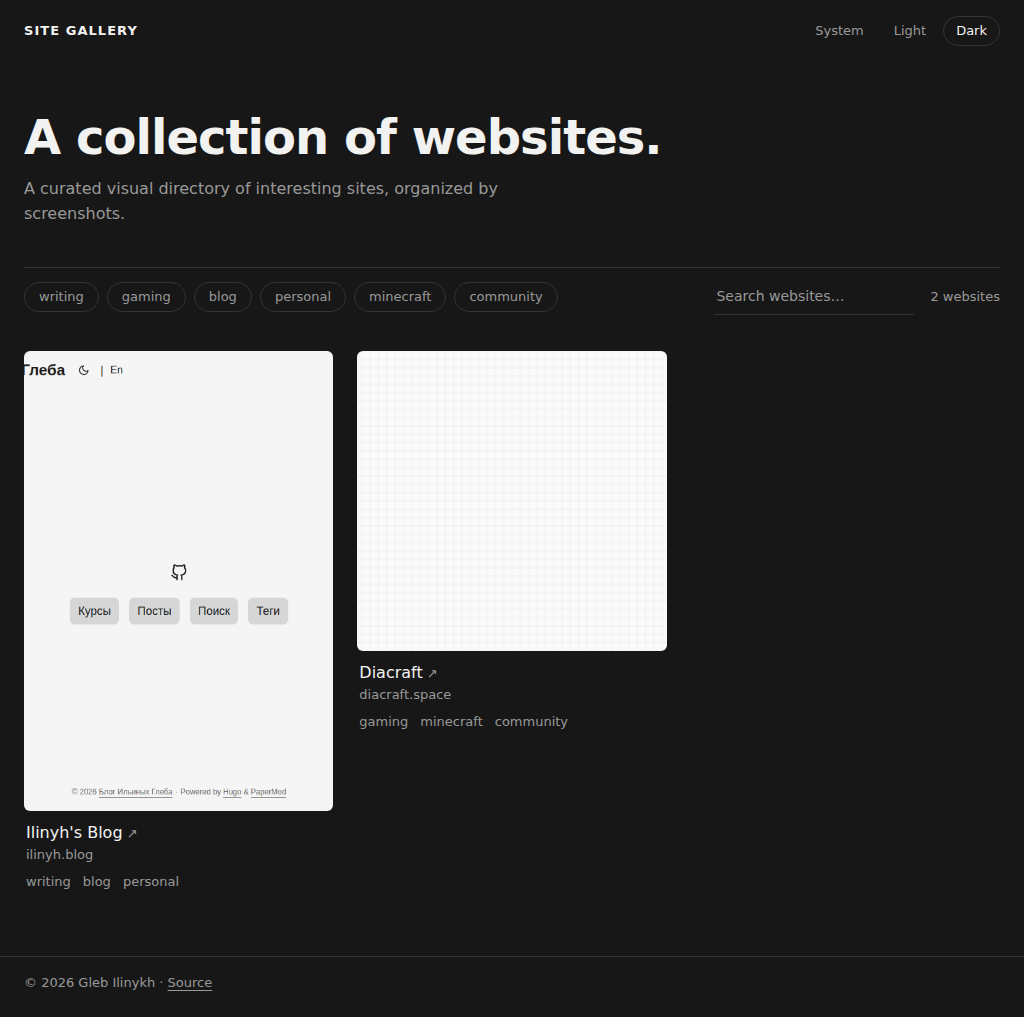 SITE GALLERY
System Light Dark
A collection of websites.
A curated visual directory of interesting sites, organized by
screenshots.
writing gaming blog personal minecraft community
Search websites…
2 websites
Глеба | En
Курсы Посты Поиск Теги
© 2026 Блог Ильиных Глеба · Powered by Hugo & PaperMod
Ilinyh's Blog ↗
ilinyh.blog
writing blog personal
Diacraft ↗
diacraft.space
gaming minecraft community
© 2026 Gleb Ilinykh · Source